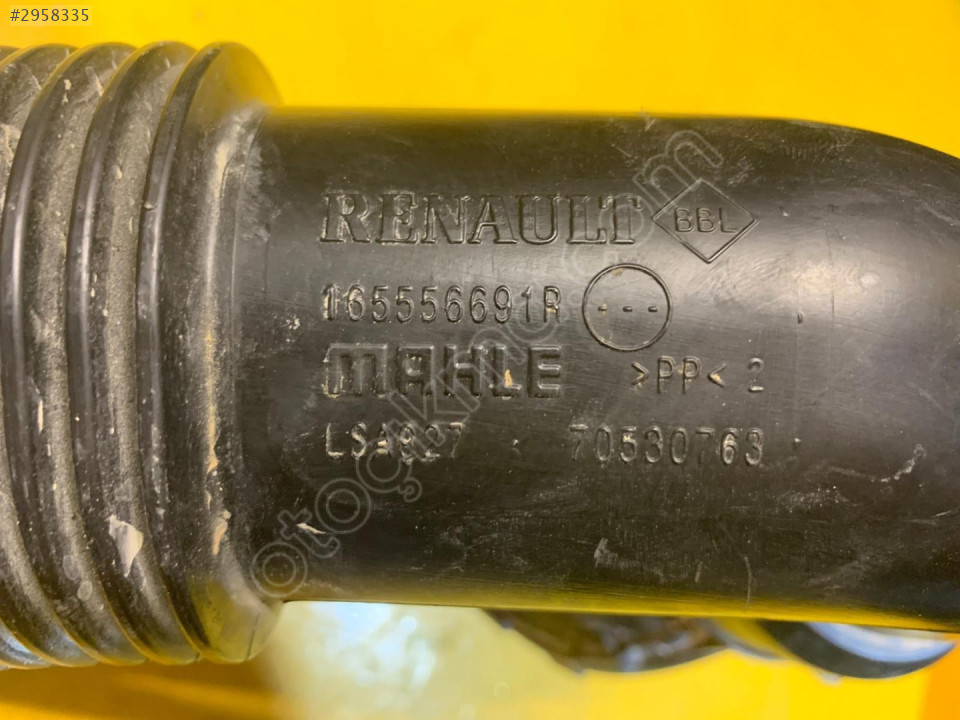 #2958335
RENAULT BBL
165556691R
MAHLE >PP< 2
70530763